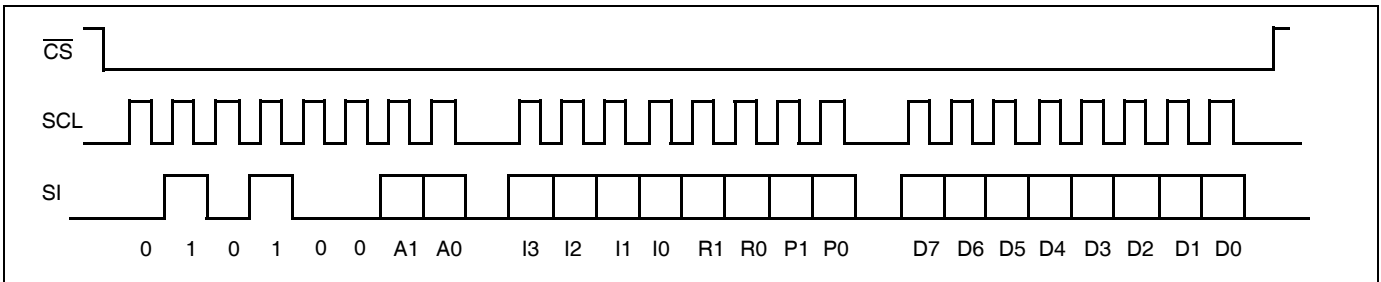 CS
SCL
SI
0 1 0 1 0 0 A1 A0 I3 I2 I1 I0 R1 R0 P1 P0 D7 D6 D5 D4 D3 D2 D1 D0